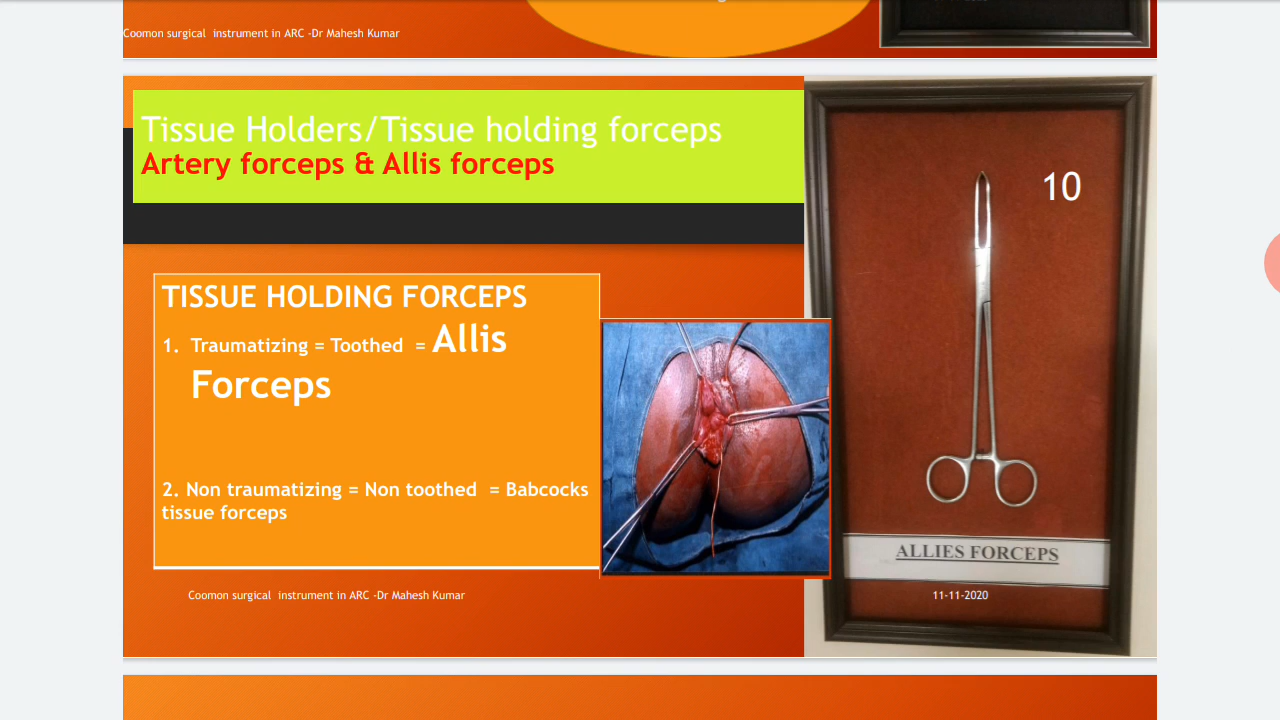 Coomon surgical instrument in ARC -Dr Mahesh Kumar
Tissue Holders/Tissue holding forceps
Artery forceps & Allis forceps
10
TISSUE HOLDING FORCEPS
1. Traumatizing = Toothed = Allis
Forceps
2. Non traumatizing = Non toothed = Babcocks
tissue forceps
ALLIES FORCEPS
Coomon surgical instrument in ARC -Dr Mahesh Kumar
11-11-2020